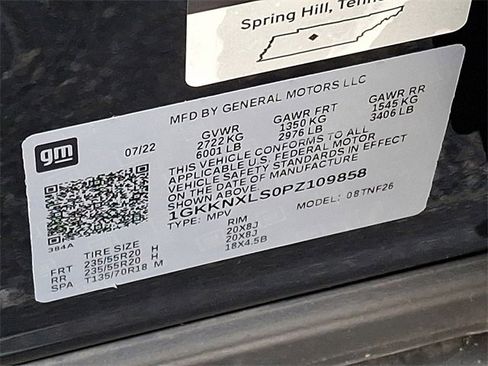 Spring Hill, Tenne
MFD BY GENERAL MOTORS LLC
gm
07/22
GVWR GAWR FRT GAWR RR
2722 KG 1350 KG 1545 KG
6001 LB 2976 LB 3406 LB
THIS VEHICLE CONFORMS TO ALL
APPLICABLE U.S. FEDERAL MOTOR
VEHICLE SAFETY STANDARDS IN EFFECT
ON THE DATE OF MANUFACTURE
SHOWN ABOVE.
1GKKNXLS0PZ109858
TYPE: MPV MODEL: 08TNF26
384A
TIRE SIZE RIM
FRT 235/55R20 H 20X8J
RR 235/55R20 H 20X8J
SPA T135/70R18 M 18X4.5B